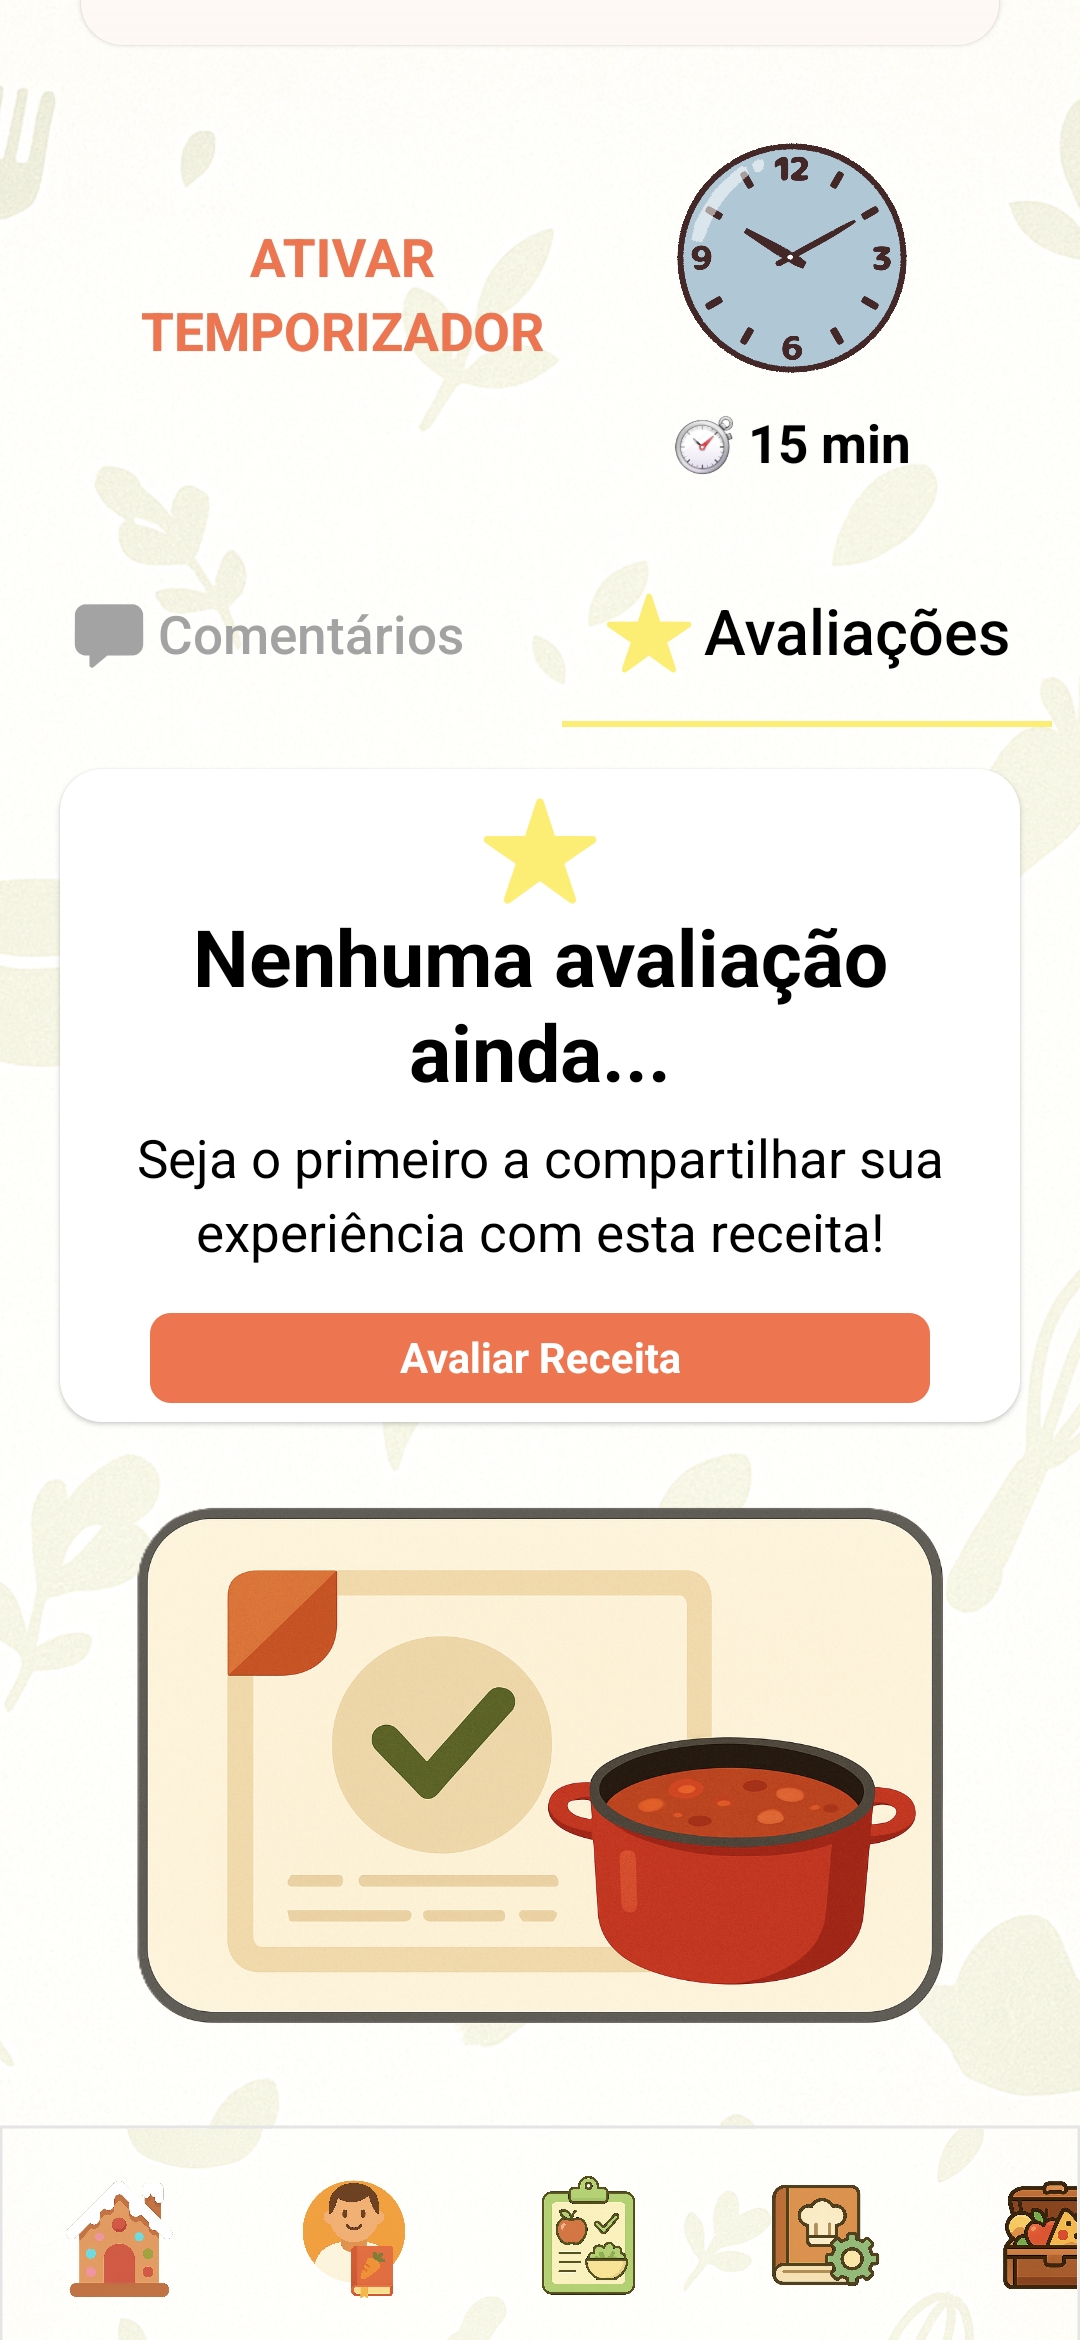 ATIVAR
TEMPORIZADOR
12
9
3
6
15 min
Comentários
Avaliações
Nenhuma avaliação
ainda...
Seja o primeiro a compartilhar sua
experiência com esta receita!
Avaliar Receita